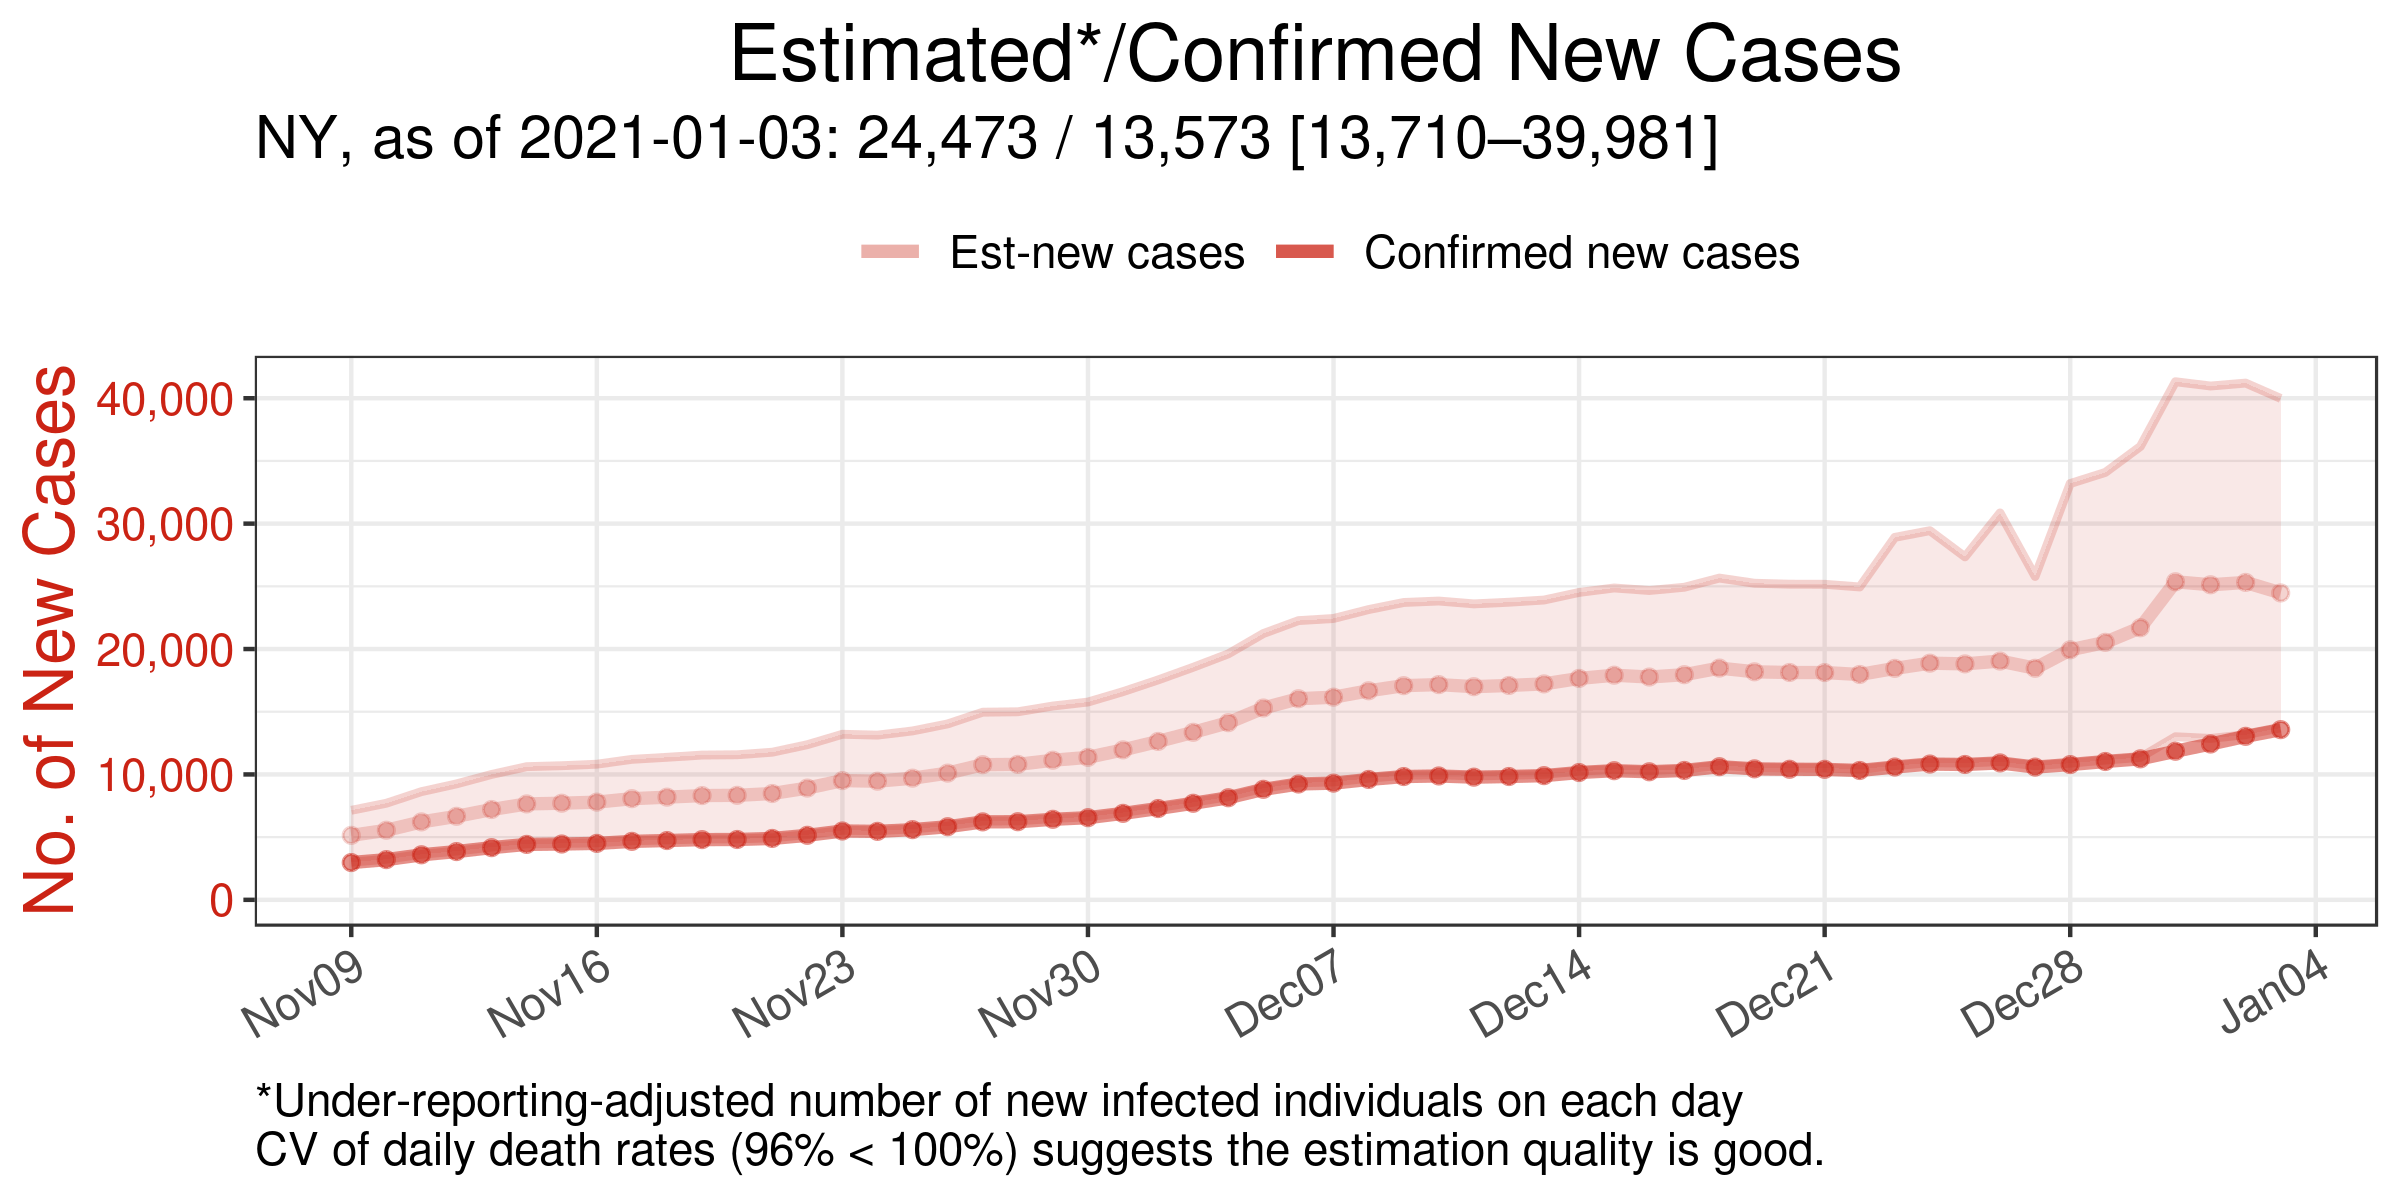 Estimated*/Confirmed New Cases
NY, as of 2021-01-03: 24,473 / 13,573 [13,710–39,981]
Est-new cases Confirmed new cases
No. of New Cases
40,000
30,000
20,000
10,000
0
Nov09 Nov16 Nov23 Nov30 Dec07 Dec14 Dec21 Dec28 Jan04
*Under-reporting-adjusted number of new infected individuals on each day
CV of daily death rates (96% < 100%) suggests the estimation quality is good.